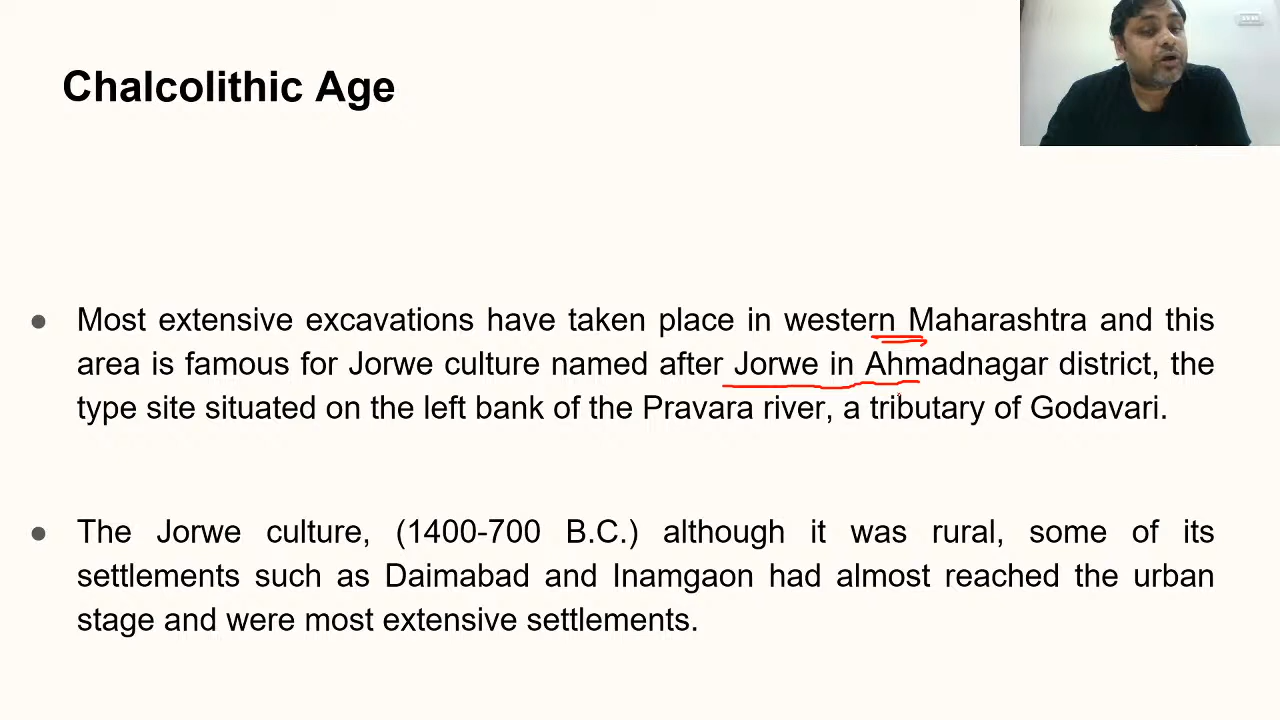 Chalcolithic Age
● Most extensive excavations have taken place in western Maharashtra and this
area is famous for Jorwe culture named after Jorwe in Ahmadnagar district, the
type site situated on the left bank of the Pravara river, a tributary of Godavari.
● The Jorwe culture, (1400-700 B.C.) although it was rural, some of its
settlements such as Daimabad and Inamgaon had almost reached the urban
stage and were most extensive settlements.